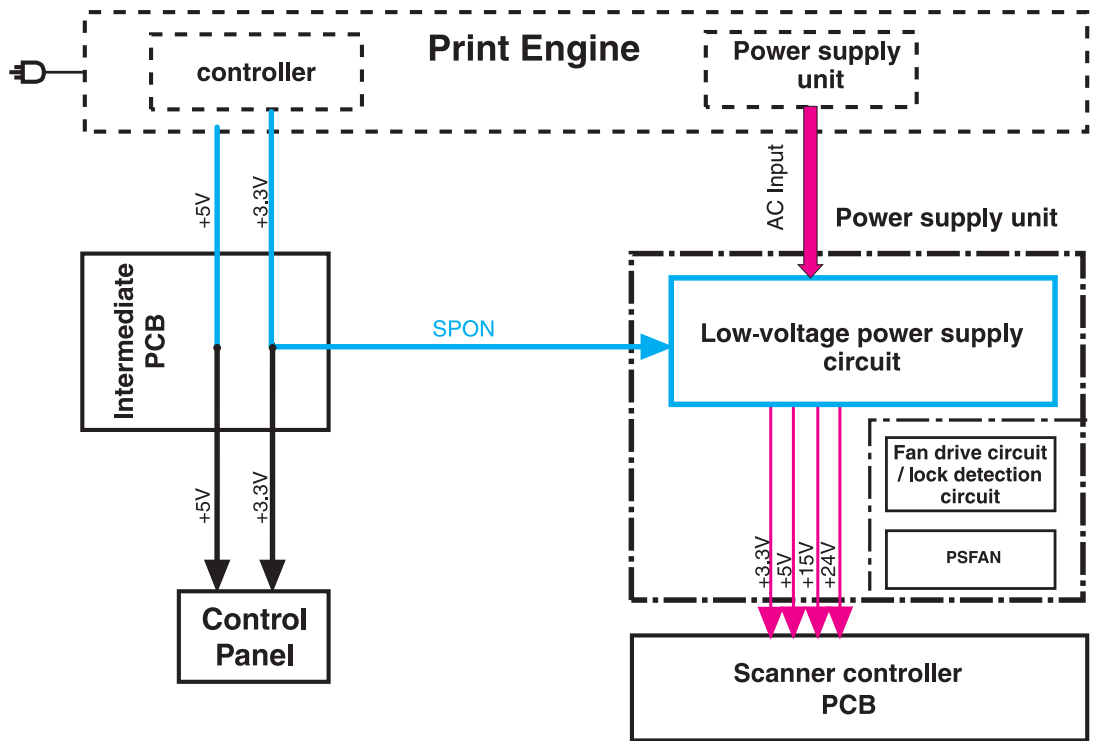 Print Engine
controller
Power supply
unit
+5V
+3.3V
AC Input
Power supply unit
Intermediate
PCB
SPON
Low-voltage power supply
circuit
Fan drive circuit
/ lock detection
circuit
PSFAN
+5V
+3.3V
+3.3V
+5V
+15V
+24V
Control
Panel
Scanner controller
PCB